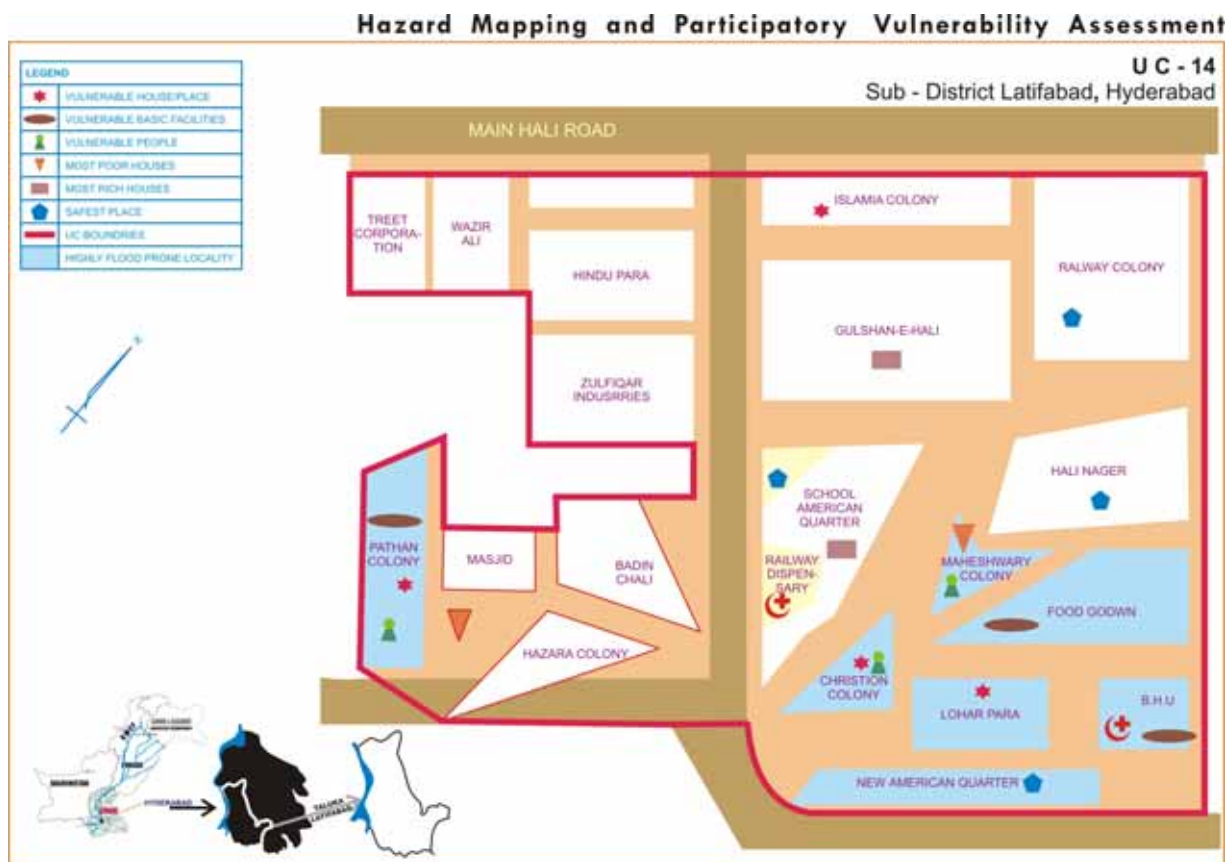 Hazard Mapping and Participatory Vulnerability Assessment
U C - 14
Sub - District Latifabad, Hyderabad
LEGEND
VULNERABLE HOUSE/PLACE
VULNERABLE BASIC FACILITIES
VULNERABLE PEOPLE
MOST POOR HOUSES
MOST RICH HOUSES
SAFEST PLACE
UC BOUNDRIES
HIGHLY FLOOD PRONE LOCALITY
MAIN HALI ROAD
TREET
CORPORA-
TION
WAZIR
ALI
HINDU PARA
ZULFIQAR
INDUSRRIES
ISLAMIA COLONY
RALWAY COLONY
GULSHAN-E-HALI
HALI NAGER
SCHOOL
AMERICAN
QUARTER
RAILWAY
DISPEN-
SARY
MAHESHWARY
COLONY
FOOD GODWN
PATHAN
COLONY
MASJID
BADIN
CHALI
HAZARA COLONY
CHRISTION
COLONY
LOHAR PARA
B.H.U
NEW AMERICAN QUARTER
N
HYDERABAD
TALUKA
LATIFABAD